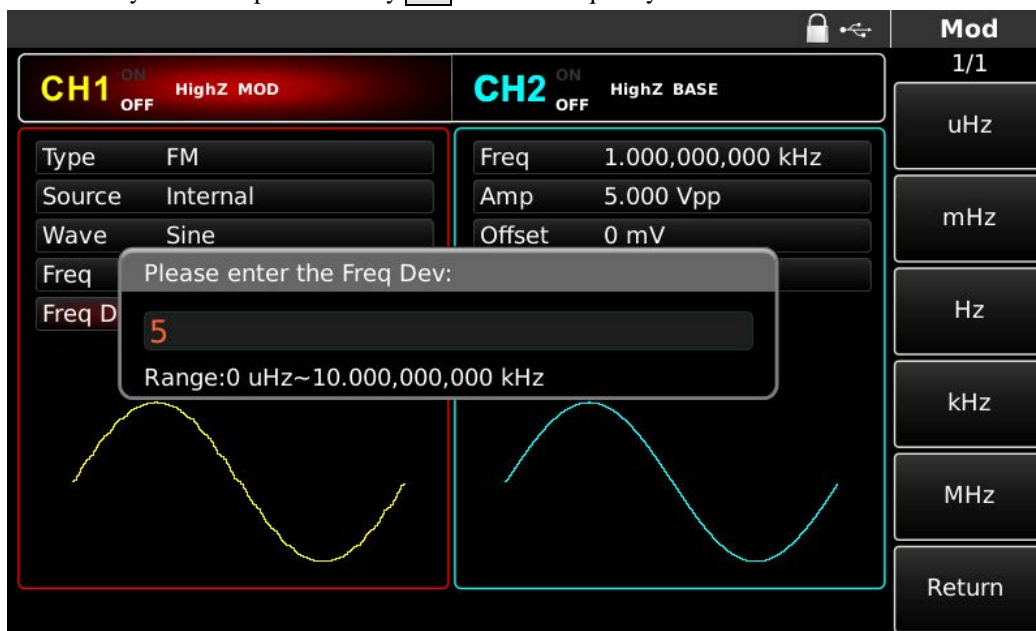 Mod
1/1
CH1 ON OFF HighZ MOD
CH2 ON OFF HighZ BASE
Type FM
Source Internal
Wave Sine
Freq
Freq D
Freq 1.000,000,000 kHz
Amp 5.000 Vpp
Offset 0 mV
Please enter the Freq Dev:
5
Range:0 uHz~10.000,000,000 kHz
uHz
mHz
Hz
kHz
MHz
Return